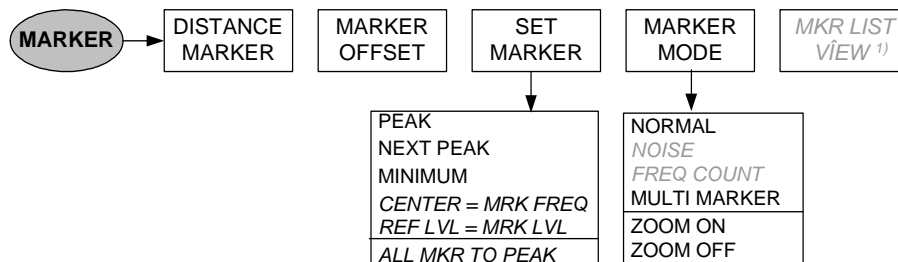 MARKER
DISTANCE
MARKER
MARKER
OFFSET
SET
MARKER
MARKER
MODE
MKR LIST
VÎEW 1)
PEAK
NEXT PEAK
MINIMUM
CENTER = MRK FREQ
REF LVL = MRK LVL
ALL MKR TO PEAK
NORMAL
NOISE
FREQ COUNT
MULTI MARKER
ZOOM ON
ZOOM OFF